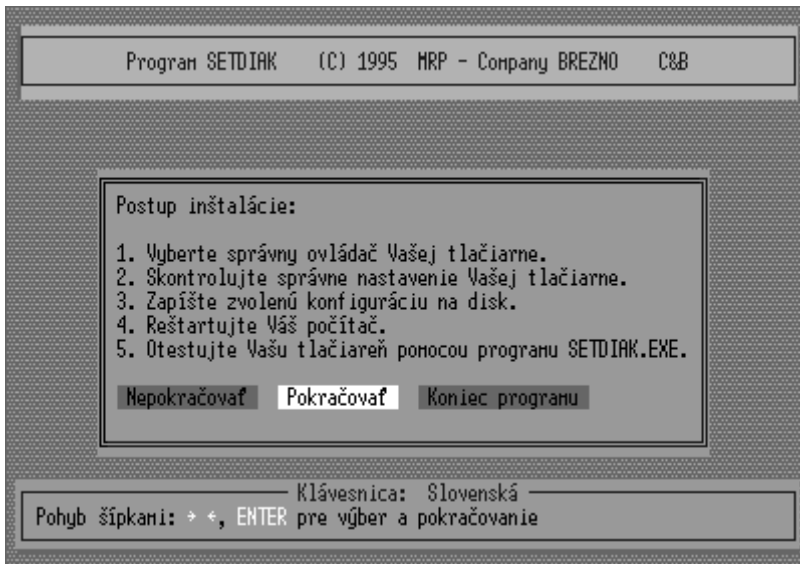 Program SETDIAK (C) 1995 MRP - Company BREZNO C&B
Postup inštalácie:
1. Vyberte správny ovládač Vašej tlačiarne.
2. Skontrolujte správne nastavenie Vašej tlačiarne.
3. Zapíšte zvolenú konfiguráciu na disk.
4. Reštartujte Váš počítač.
5. Otestujte Vašu tlačiareň pomocou programu SETDIAK.EXE.
Nepokračovať Pokračovať Koniec programu
Klávesnica: Slovenská
Pohyb šípkami: → ←, ENTER pre výber a pokračovanie